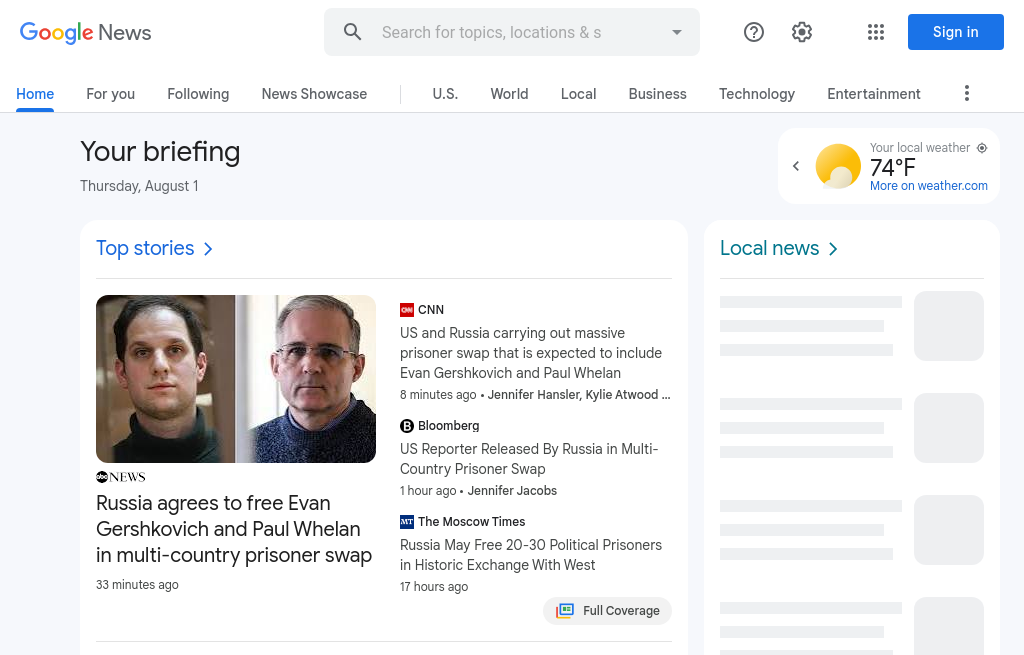 Google News
Search for topics, locations & s
Sign in
Home
For you
Following
News Showcase
U.S.
World
Local
Business
Technology
Entertainment
Your briefing
Thursday, August 1
Your local weather
74°F
More on weather.com
Top stories
Local news
abc NEWS
Russia agrees to free Evan
Gershkovich and Paul Whelan
in multi-country prisoner swap
33 minutes ago
CNN
CNN
US and Russia carrying out massive
prisoner swap that is expected to include
Evan Gershkovich and Paul Whelan
8 minutes ago • Jennifer Hansler, Kylie Atwood ...
B Bloomberg
US Reporter Released By Russia in Multi-
Country Prisoner Swap
1 hour ago • Jennifer Jacobs
MT The Moscow Times
Russia May Free 20-30 Political Prisoners
in Historic Exchange With West
17 hours ago
Full Coverage